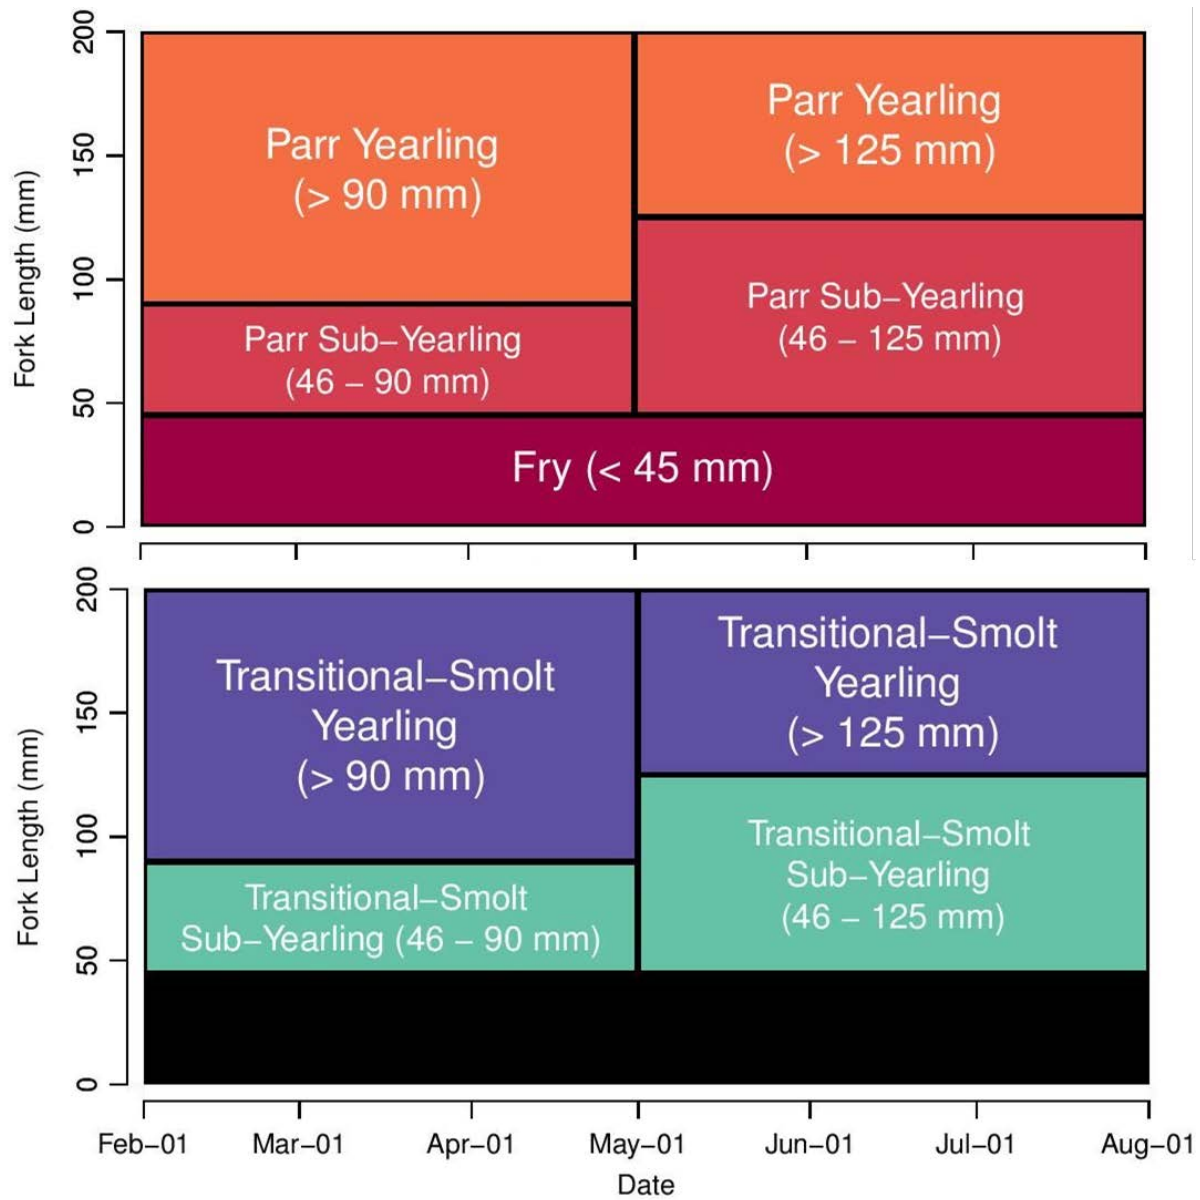 200
150
100
50
0
Fork Length (mm)
Parr Yearling
(> 90 mm)
Parr Yearling
(> 125 mm)
Parr Sub–Yearling
(46 – 90 mm)
Parr Sub–Yearling
(46 – 125 mm)
Fry (< 45 mm)
200
150
100
50
0
Fork Length (mm)
Transitional–Smolt
Yearling
(> 90 mm)
Transitional–Smolt
Yearling
(> 125 mm)
Transitional–Smolt
Sub–Yearling (46 – 90 mm)
Transitional–Smolt
Sub–Yearling
(46 – 125 mm)
Feb–01 Mar–01 Apr–01 May–01 Jun–01 Jul–01 Aug–01
Date